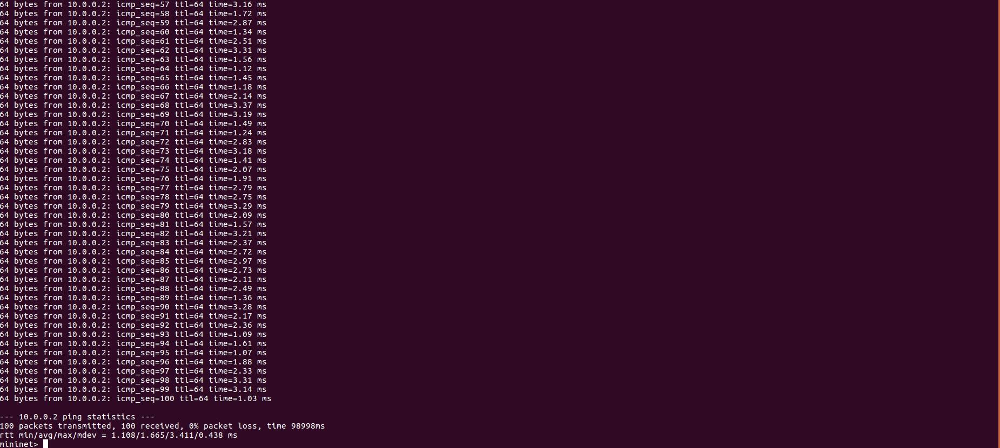 64 bytes from 10.0.0.2: icmp_seq=57 ttl=64 time=3.16 ms
64 bytes from 10.0.0.2: icmp_seq=58 ttl=64 time=1.72 ms
64 bytes from 10.0.0.2: icmp_seq=59 ttl=64 time=2.87 ms
64 bytes from 10.0.0.2: icmp_seq=60 ttl=64 time=1.34 ms
64 bytes from 10.0.0.2: icmp_seq=61 ttl=64 time=2.51 ms
64 bytes from 10.0.0.2: icmp_seq=62 ttl=64 time=3.31 ms
64 bytes from 10.0.0.2: icmp_seq=63 ttl=64 time=1.56 ms
64 bytes from 10.0.0.2: icmp_seq=64 ttl=64 time=1.12 ms
64 bytes from 10.0.0.2: icmp_seq=65 ttl=64 time=1.45 ms
64 bytes from 10.0.0.2: icmp_seq=66 ttl=64 time=1.18 ms
64 bytes from 10.0.0.2: icmp_seq=67 ttl=64 time=2.14 ms
64 bytes from 10.0.0.2: icmp_seq=68 ttl=64 time=3.37 ms
64 bytes from 10.0.0.2: icmp_seq=69 ttl=64 time=3.19 ms
64 bytes from 10.0.0.2: icmp_seq=70 ttl=64 time=1.49 ms
64 bytes from 10.0.0.2: icmp_seq=71 ttl=64 time=1.24 ms
64 bytes from 10.0.0.2: icmp_seq=72 ttl=64 time=2.83 ms
64 bytes from 10.0.0.2: icmp_seq=73 ttl=64 time=3.18 ms
64 bytes from 10.0.0.2: icmp_seq=74 ttl=64 time=1.41 ms
64 bytes from 10.0.0.2: icmp_seq=75 ttl=64 time=2.07 ms
64 bytes from 10.0.0.2: icmp_seq=76 ttl=64 time=1.91 ms
64 bytes from 10.0.0.2: icmp_seq=77 ttl=64 time=2.79 ms
64 bytes from 10.0.0.2: icmp_seq=78 ttl=64 time=2.75 ms
64 bytes from 10.0.0.2: icmp_seq=79 ttl=64 time=3.29 ms
64 bytes from 10.0.0.2: icmp_seq=80 ttl=64 time=2.09 ms
64 bytes from 10.0.0.2: icmp_seq=81 ttl=64 time=1.57 ms
64 bytes from 10.0.0.2: icmp_seq=82 ttl=64 time=3.21 ms
64 bytes from 10.0.0.2: icmp_seq=83 ttl=64 time=2.37 ms
64 bytes from 10.0.0.2: icmp_seq=84 ttl=64 time=2.72 ms
64 bytes from 10.0.0.2: icmp_seq=85 ttl=64 time=2.97 ms
64 bytes from 10.0.0.2: icmp_seq=86 ttl=64 time=2.73 ms
64 bytes from 10.0.0.2: icmp_seq=87 ttl=64 time=2.11 ms
64 bytes from 10.0.0.2: icmp_seq=88 ttl=64 time=2.49 ms
64 bytes from 10.0.0.2: icmp_seq=89 ttl=64 time=1.36 ms
64 bytes from 10.0.0.2: icmp_seq=90 ttl=64 time=3.28 ms
64 bytes from 10.0.0.2: icmp_seq=91 ttl=64 time=2.17 ms
64 bytes from 10.0.0.2: icmp_seq=92 ttl=64 time=2.36 ms
64 bytes from 10.0.0.2: icmp_seq=93 ttl=64 time=1.09 ms
64 bytes from 10.0.0.2: icmp_seq=94 ttl=64 time=1.61 ms
64 bytes from 10.0.0.2: icmp_seq=95 ttl=64 time=1.07 ms
64 bytes from 10.0.0.2: icmp_seq=96 ttl=64 time=1.88 ms
64 bytes from 10.0.0.2: icmp_seq=97 ttl=64 time=2.33 ms
64 bytes from 10.0.0.2: icmp_seq=98 ttl=64 time=3.31 ms
64 bytes from 10.0.0.2: icmp_seq=99 ttl=64 time=3.14 ms
64 bytes from 10.0.0.2: icmp_seq=100 ttl=64 time=1.03 ms
--- 10.0.0.2 ping statistics ---
100 packets transmitted, 100 received, 0% packet loss, time 98998ms
rtt min/avg/max/mdev = 1.108/1.665/3.411/0.438 ms
mininet>